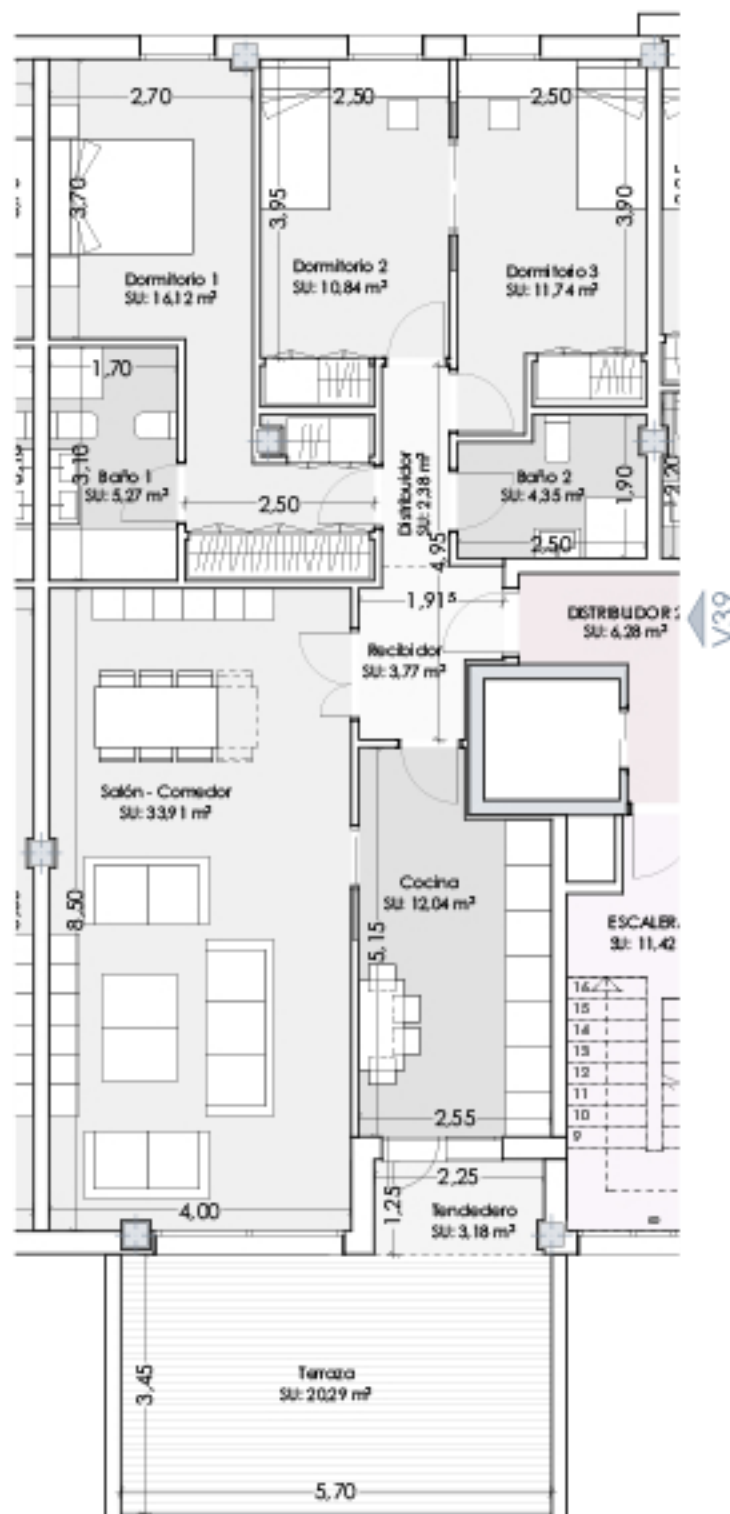 2,70
2,50
2,50
3,70
3,95
3,90
Dormitorio 1
SU: 16,12 m²
Dormitorio 2
SU: 10,84 m²
Dormitorio 3
SU: 11,74 m²
1,70
3,10
Baño 1
SU: 5,27 m²
2,50
Distribuidor
SU: 2,38 m²
Baño 2
SU: 4,35 m²
1,90
2,20
2,50
4,95
1,91⁵
DISTRIBUIDOR 2
SU: 6,28 m²
V39
Recibidor
SU: 3,77 m²
Salón - Comedor
SU: 33,91 m²
8,50
Cocina
SU: 12,04 m²
5,15
ESCALERA
SU: 11,42
16
15
14
13
12
11
10
9
2,55
4,00
2,25
1,25
Tendedero
SU: 3,18 m²
Terraza
SU: 20,29 m²
3,45
5,70